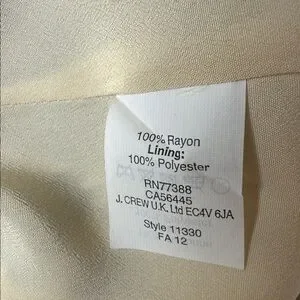 100% Rayon
Lining:
100% Polyester
RN77388
CA56445
J. CREW U.K. Ltd EC4V 6JA
Style 11330
FA 12